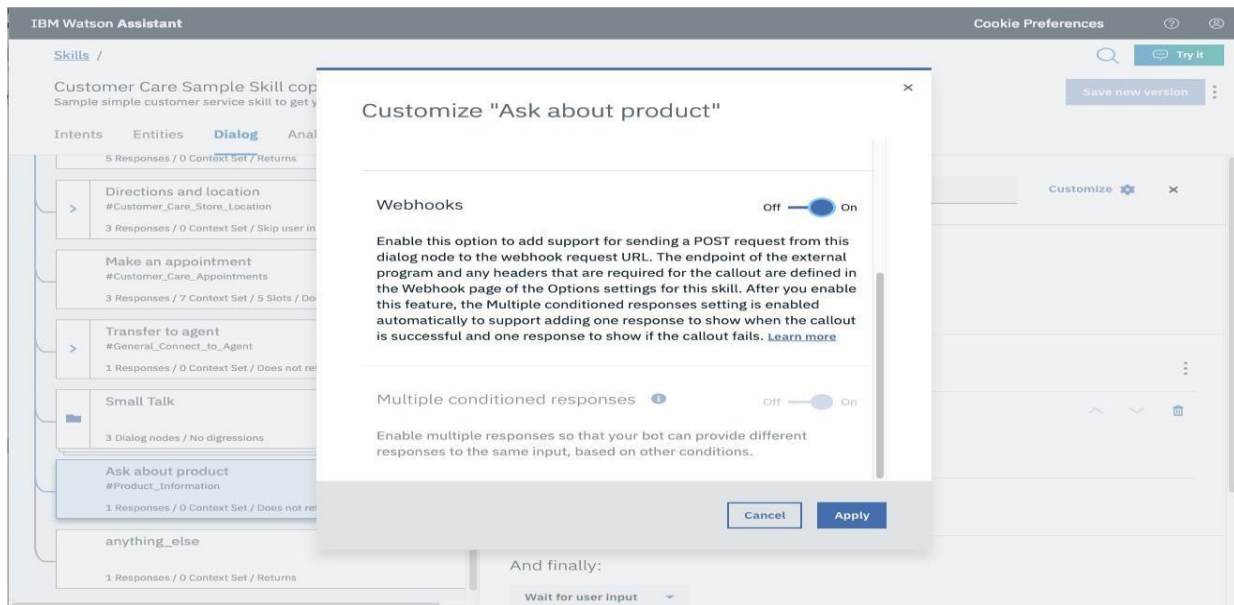 IBM Watson Assistant
Cookie Preferences
Skills /
Try it
Customer Care Sample Skill cop
Sample simple customer service skill to get y
Save new version
Intents Entities Dialog Anal
5 Responses / 0 Context Set / Returns
Directions and location
#Customer_Care_Store_Location
3 Responses / 0 Context Set / Skip user in
Make an appointment
#Customer_Care_Appointments
3 Responses / 7 Context Set / 5 Slots / Do
Transfer to agent
#General_Connect_to_Agent
1 Responses / 0 Context Set / Does not re
Small Talk
3 Dialog nodes / No digressions
Ask about product
#Product_Information
1 Responses / 0 Context Set / Does not re
anything_else
1 Responses / 0 Context Set / Returns
Customize "Ask about product"
Webhooks
Off On
Enable this option to add support for sending a POST request from this
dialog node to the webhook request URL. The endpoint of the external
program and any headers that are required for the callout are defined in
the Webhook page of the Options settings for this skill. After you enable
this feature, the Multiple conditioned responses setting is enabled
automatically to support adding one response to show when the callout
is successful and one response to show if the callout fails. Learn more
Multiple conditioned responses
Off On
Enable multiple responses so that your bot can provide different
responses to the same input, based on other conditions.
Cancel Apply
Customize
And finally:
Wait for user input